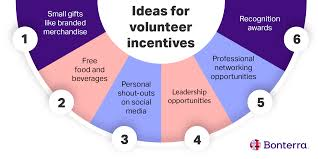 Ideas for
volunteer
incentives
1
Small gifts
like branded
merchandise
2
Free
food and
beverages
3
Personal
shout-outs
on social
media
4
Leadership
opportunities
5
Professional
networking
opportunities
6
Recognition
awards
Bonterra